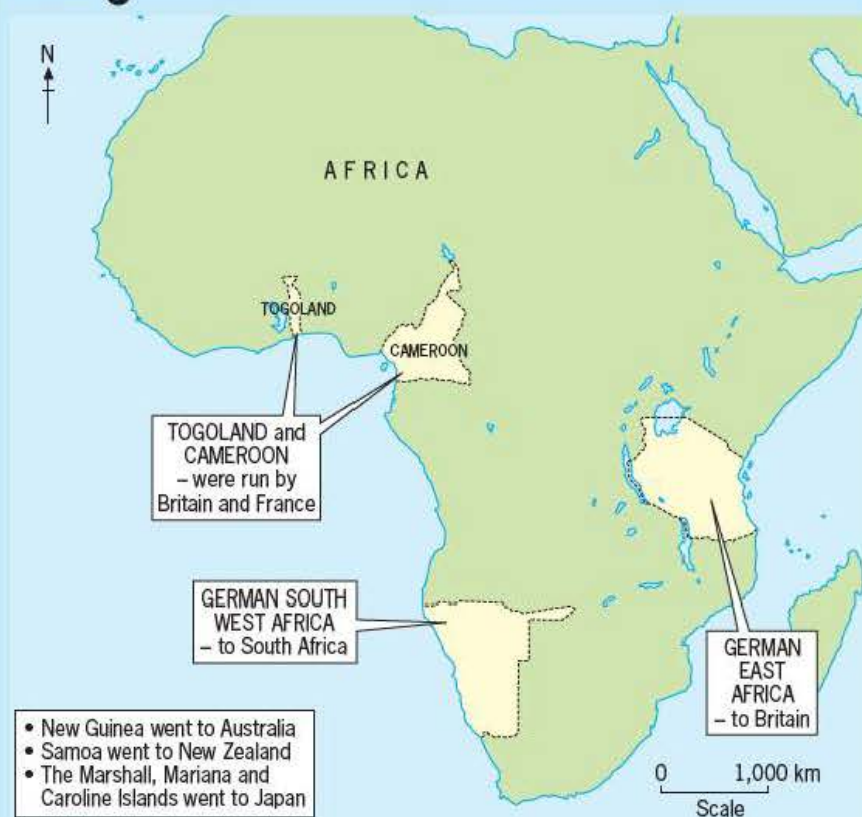 N
AFRICA
TOGOLAND
CAMEROON
TOGOLAND and
CAMEROON
– were run by
Britain and France
GERMAN SOUTH
WEST AFRICA
– to South Africa
GERMAN
EAST
AFRICA
– to Britain
• New Guinea went to Australia
• Samoa went to New Zealand
• The Marshall, Mariana and
Caroline Islands went to Japan
0 1,000 km
Scale